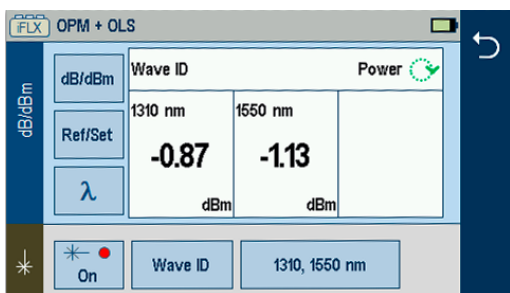 iFLX OPM + OLS
dB/dBm
dB/dBm
Wave ID
Power
Ref/Set
λ
1310 nm
1550 nm
-0.87
-1.13
dBm
dBm
On
Wave ID
1310, 1550 nm